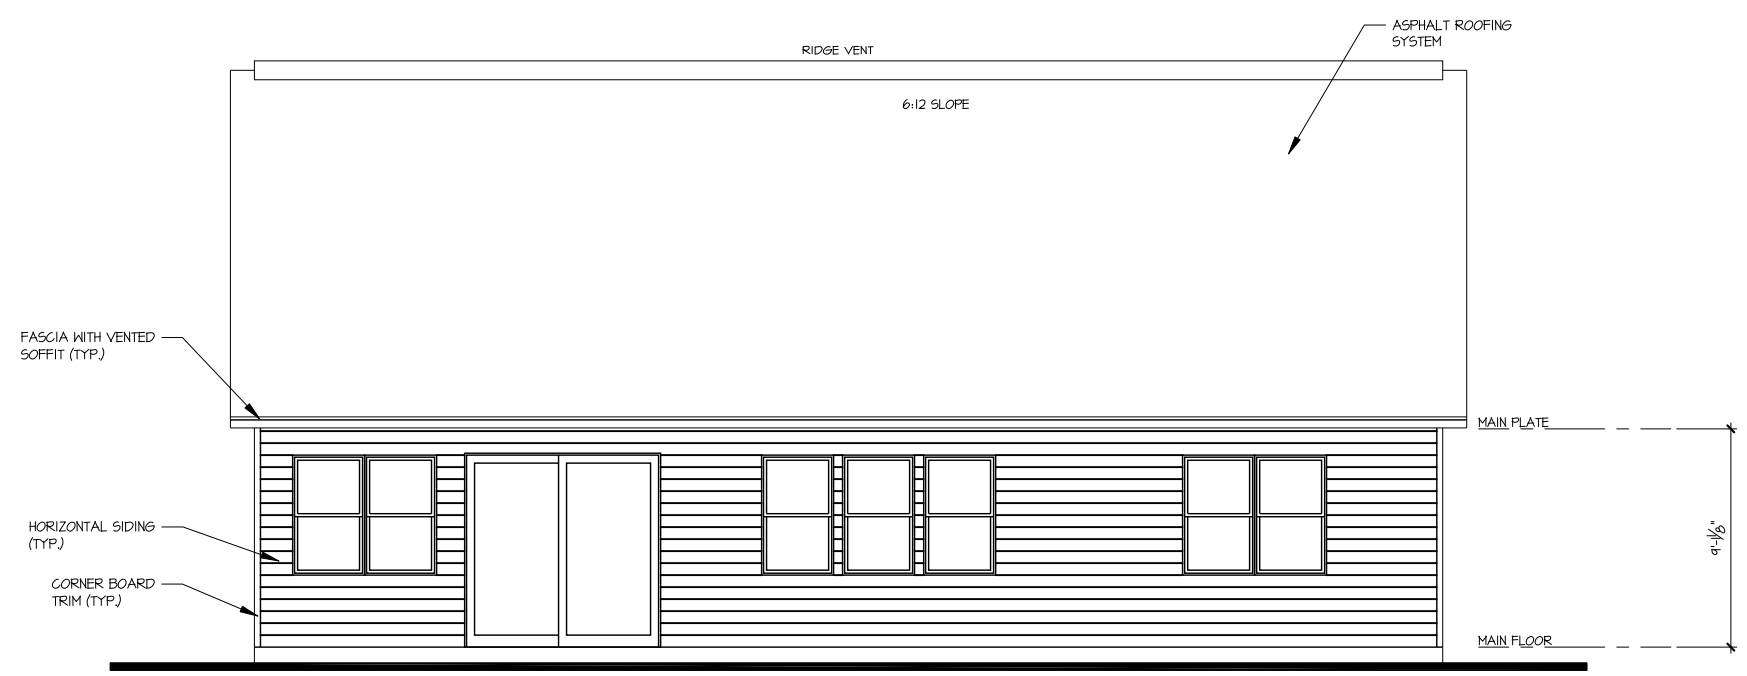 ASPHALT ROOFING
SYSTEM
RIDGE VENT
6:12 SLOPE
FASCIA WITH VENTED
SOFFIT (TYP.)
MAIN PLATE
HORIZONTAL SIDING
(TYP.)
9'-1 1/8"
CORNER BOARD
TRIM (TYP.)
MAIN FLOOR